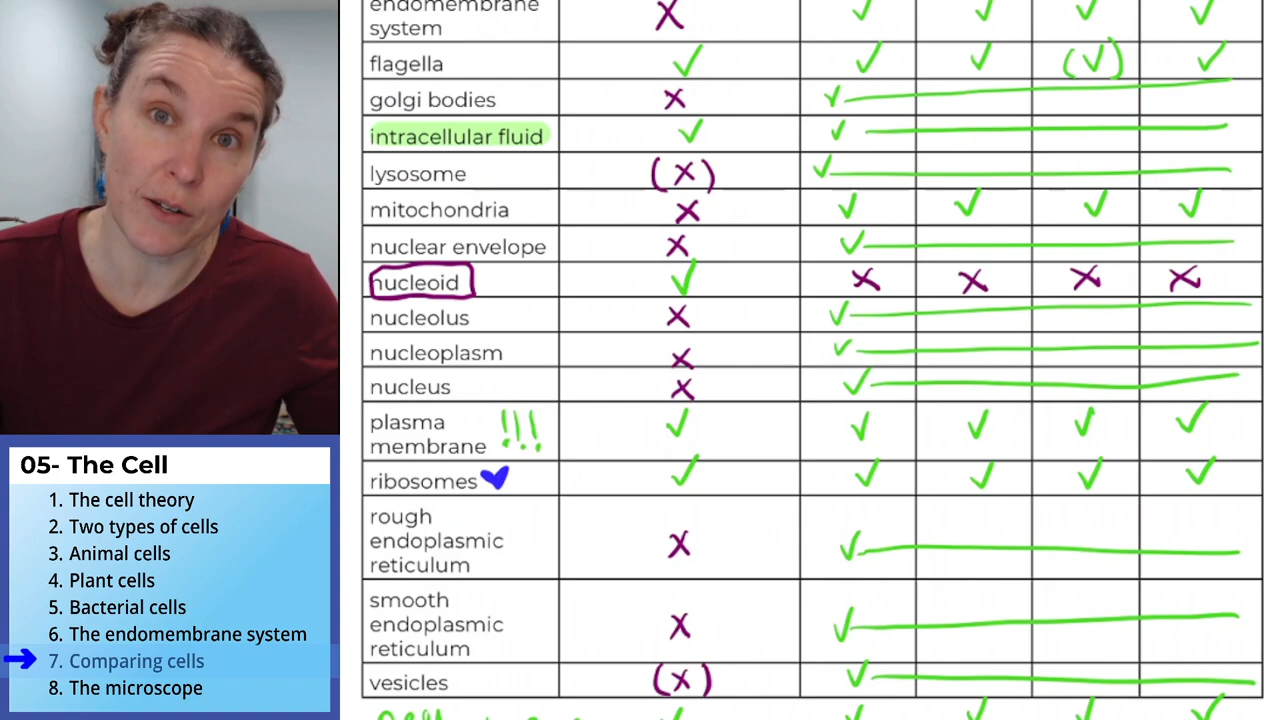 endomembrane
system
flagella
golgi bodies
intracellular fluid
lysosome
mitochondria
nuclear envelope
nucleoid
nucleolus
nucleoplasm
nucleus
plasma
membrane !!!
ribosomes
rough
endoplasmic
reticulum
smooth
endoplasmic
reticulum
vesicles
05- The Cell
1. The cell theory
2. Two types of cells
3. Animal cells
4. Plant cells
5. Bacterial cells
6. The endomembrane system
7. Comparing cells
8. The microscope